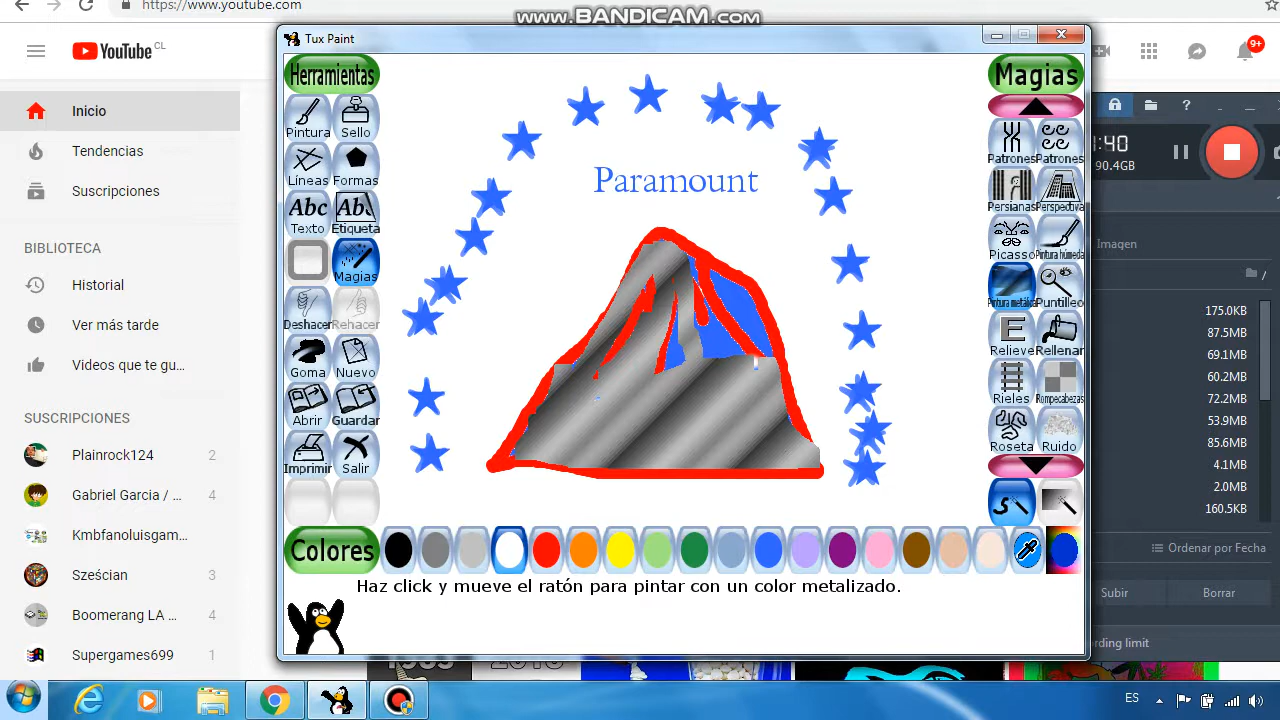 https://www.youtube.com
www.BANDICAM.com
YouTube CL
9+
Inicio
Tendencias
Suscripciones
BIBLIOTECA
Historial
Ver más tarde
Videos que te gu...
SUSCRIPCIONES
Plainrock124 2
Gabriel Garcia / ... 4
Kmbfanoluisgam...
Sześcian 3
Boomerang LA ... 4
Supergames699 1
Tux Paint
Herramientas
Pintura Sello
Líneas Formas
Abc Abc
Texto Etiqueta
Magias
Deshacer Rehacer
Goma Nuevo
Abrir Guardar
Imprimir Salir
Paramount
Magias
Patrones Patrones
Persianas Perspectiva
Picasso Pintura húmeda
Pintura metálica Puntilleo
Relieve Rellenar
Rieles Rompecabezas
Roseta Ruido
Colores
Haz click y mueve el ratón para pintar con un color metalizado.
:40
90.4GB
Imagen
/
175.0KB
87.5MB
69.1MB
60.2MB
72.2MB
53.9MB
85.6MB
4.1MB
2.0MB
160.5KB
Ordenar por Fecha
Subir Borrar
rding limit
1983 2018
ES